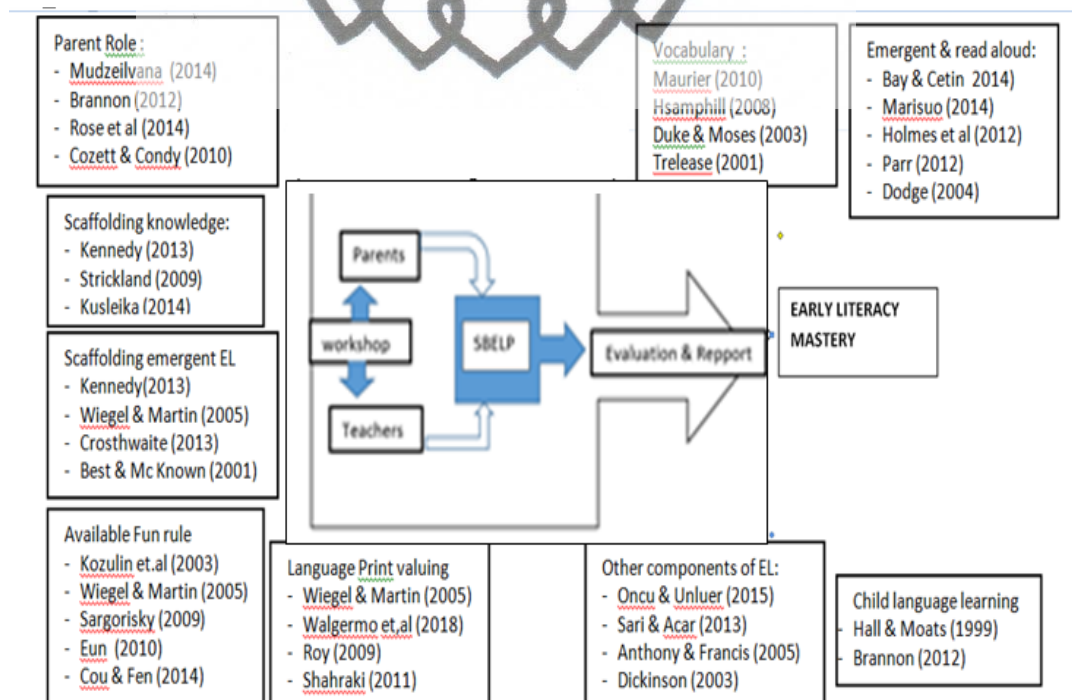 Parent Role :
- Mudzeilvana (2014)
- Brannon (2012)
- Rose et al (2014)
- Cozett & Condy (2010)
Vocabulary :
Maurier (2010)
Hsamphill (2008)
Duke & Moses (2003)
Trelease (2001)
Emergent & read aloud:
- Bay & Cetin 2014)
- Marisuo (2014)
- Holmes et al (2012)
- Parr (2012)
- Dodge (2004)
Scaffolding knowledge:
- Kennedy (2013)
- Strickland (2009)
- Kusleika (2014)
Parents
workshop
Teachers
SBELP
Evaluation & Repport
EARLY LITERACY
MASTERY
Scaffolding emergent EL
- Kennedy(2013)
- Wiegel & Martin (2005)
- Crosthwaite (2013)
- Best & Mc Known (2001)
Available Fun rule
- Kozulin et.al (2003)
- Wiegel & Martin (2005)
- Sargorisky (2009)
- Eun (2010)
- Cou & Fen (2014)
Language Print valuing
- Wiegel & Martin (2005)
- Walgermo et,al (2018)
- Roy (2009)
- Shahraki (2011)
Other components of EL:
- Oncu & Unluer (2015)
- Sari & Acar (2013)
- Anthony & Francis (2005)
- Dickinson (2003)
Child language learning
- Hall & Moats (1999)
- Brannon (2012)